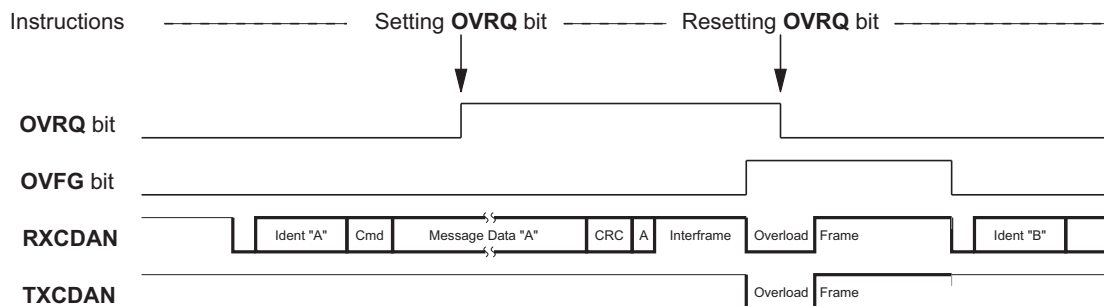 Instructions Setting OVRQ bit Resetting OVRQ bit
OVRQ bit
OVFG bit
RXCDAN Ident "A" Cmd Message Data "A" CRC A Interframe Overload Frame Ident "B"
TXCDAN Overload Frame